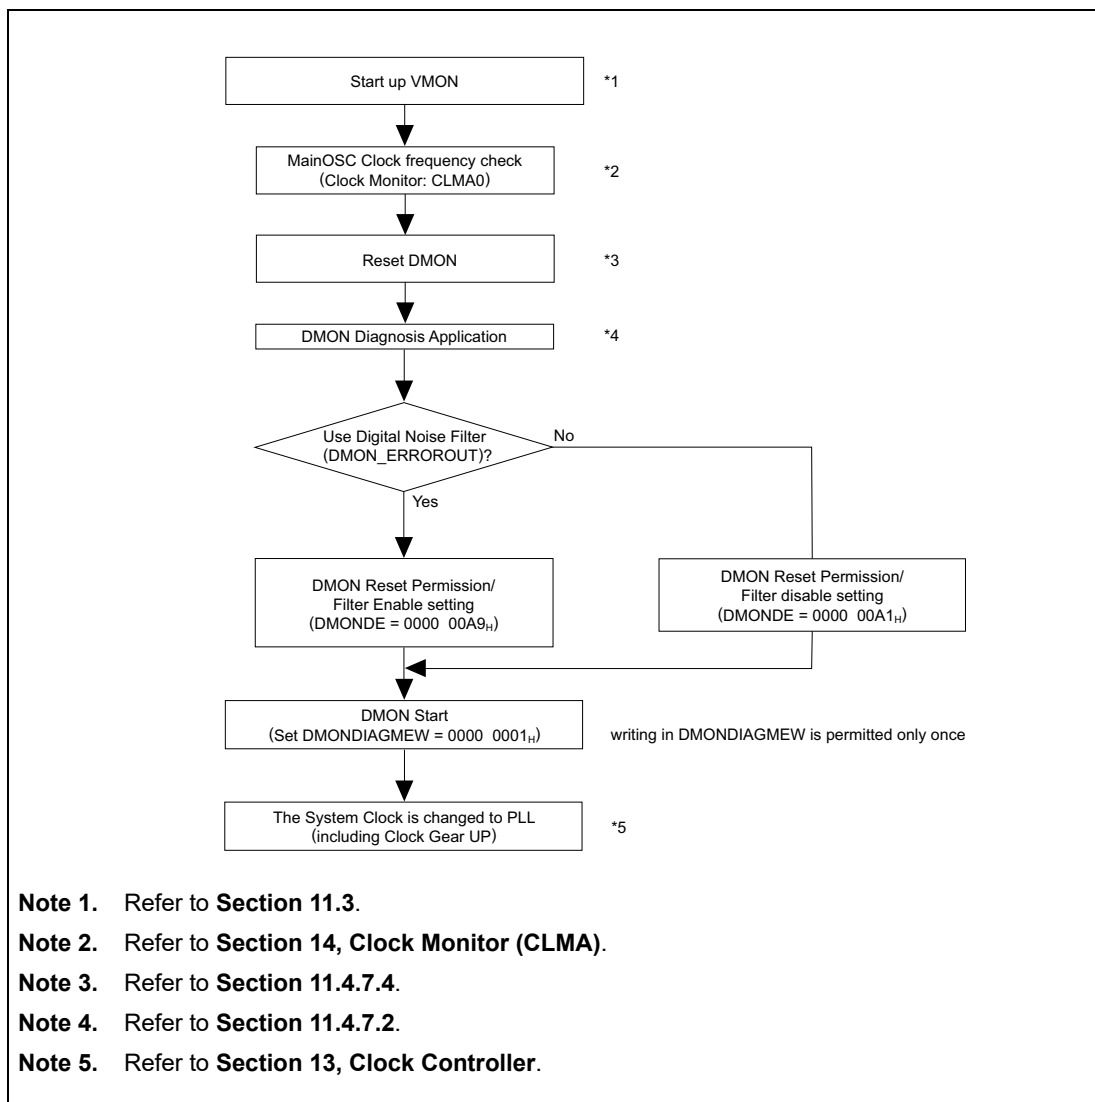 Start up VMON
*1
MainOSC Clock frequency check
(Clock Monitor: CLMA0)
*2
Reset DMON
*3
DMON Diagnosis Application
*4
Use Digital Noise Filter
(DMON_ERROROUT)?
No
Yes
DMON Reset Permission/
Filter Enable setting
(DMONDE = 0000 00A9H)
DMON Reset Permission/
Filter disable setting
(DMONDE = 0000 00A1H)
DMON Start
(Set DMONDIAGMEW = 0000 0001H)
writing in DMONDIAGMEW is permitted only once
The System Clock is changed to PLL
(including Clock Gear UP)
*5
Note 1. Refer to Section 11.3.
Note 2. Refer to Section 14, Clock Monitor (CLMA).
Note 3. Refer to Section 11.4.7.4.
Note 4. Refer to Section 11.4.7.2.
Note 5. Refer to Section 13, Clock Controller.